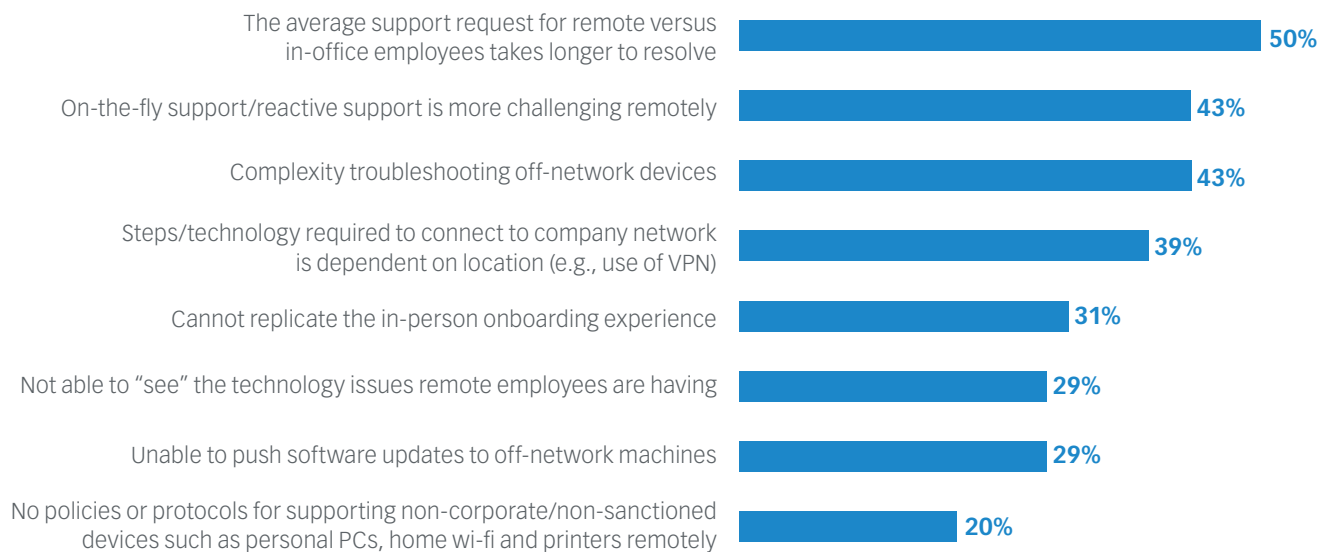 The average support request for remote versus
in-office employees takes longer to resolve
50%
On-the-fly support/reactive support is more challenging remotely
43%
Complexity troubleshooting off-network devices
43%
Steps/technology required to connect to company network
is dependent on location (e.g., use of VPN)
39%
Cannot replicate the in-person onboarding experience
31%
Not able to “see” the technology issues remote employees are having
29%
Unable to push software updates to off-network machines
29%
No policies or protocols for supporting non-corporate/non-sanctioned
devices such as personal PCs, home wi-fi and printers remotely
20%